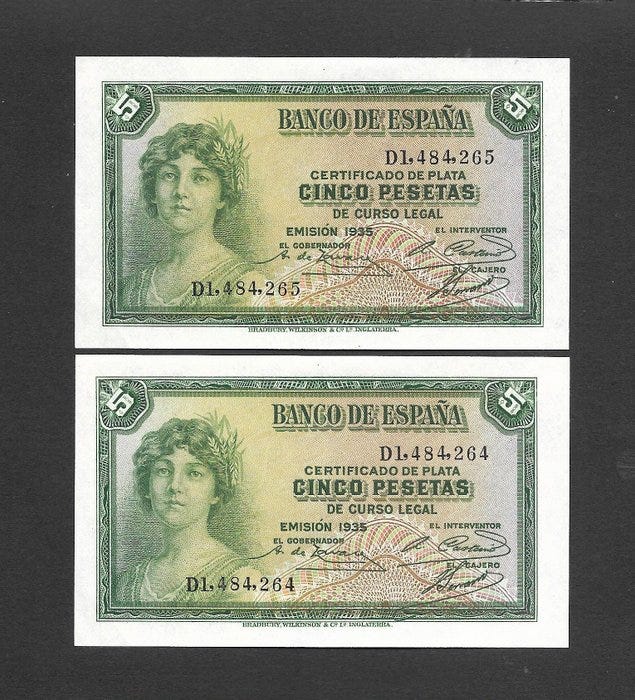 5 5
BANCO DE ESPAÑA
D1,484,265
CERTIFICADO DE PLATA
CINCO PESETAS
DE CURSO LEGAL
EMISIÓN 1935 EL INTERVENTOR
EL GOBERNADOR
EL CAJERO
D1,484,265
BRADBURY, WILKINSON & Cº Lº INGLATERRA.
5 5
BANCO DE ESPAÑA
D1,484,264
CERTIFICADO DE PLATA
CINCO PESETAS
DE CURSO LEGAL
EMISIÓN 1935 EL INTERVENTOR
EL GOBERNADOR
EL CAJERO
D1,484,264
BRADBURY, WILKINSON & Cº Lº INGLATERRA.